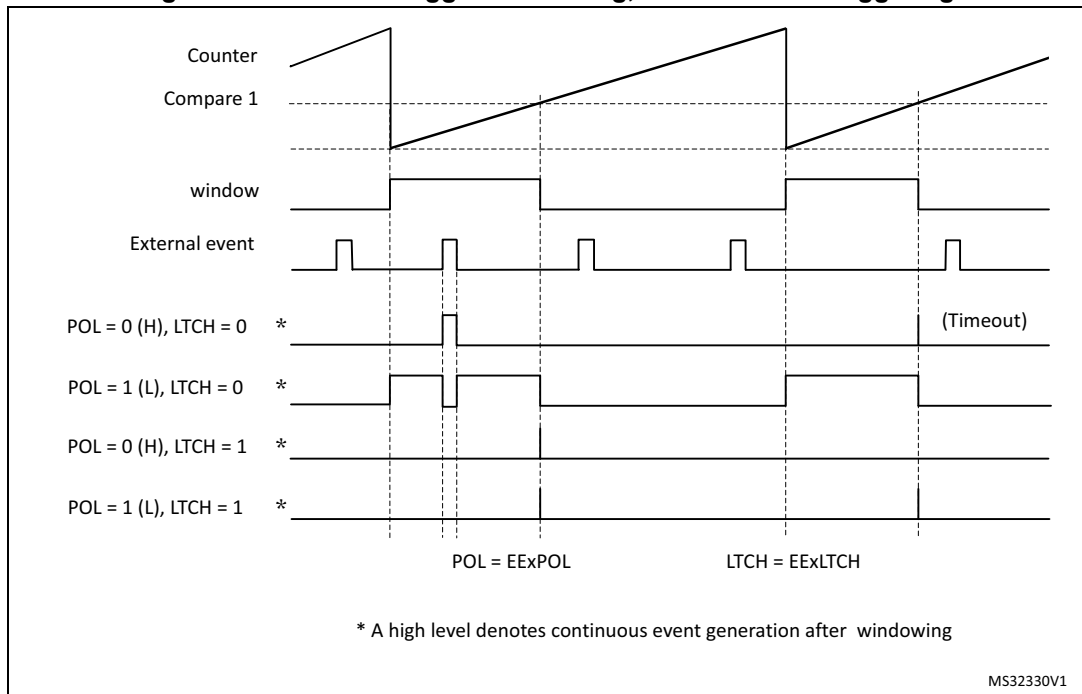 Counter
Compare 1
window
External event
POL = 0 (H), LTCH = 0 * (Timeout)
POL = 1 (L), LTCH = 0 *
POL = 0 (H), LTCH = 1 *
POL = 1 (L), LTCH = 1 *
POL = EExPOL LTCH = EExLTCH
* A high level denotes continuous event generation after windowing
MS32330V1